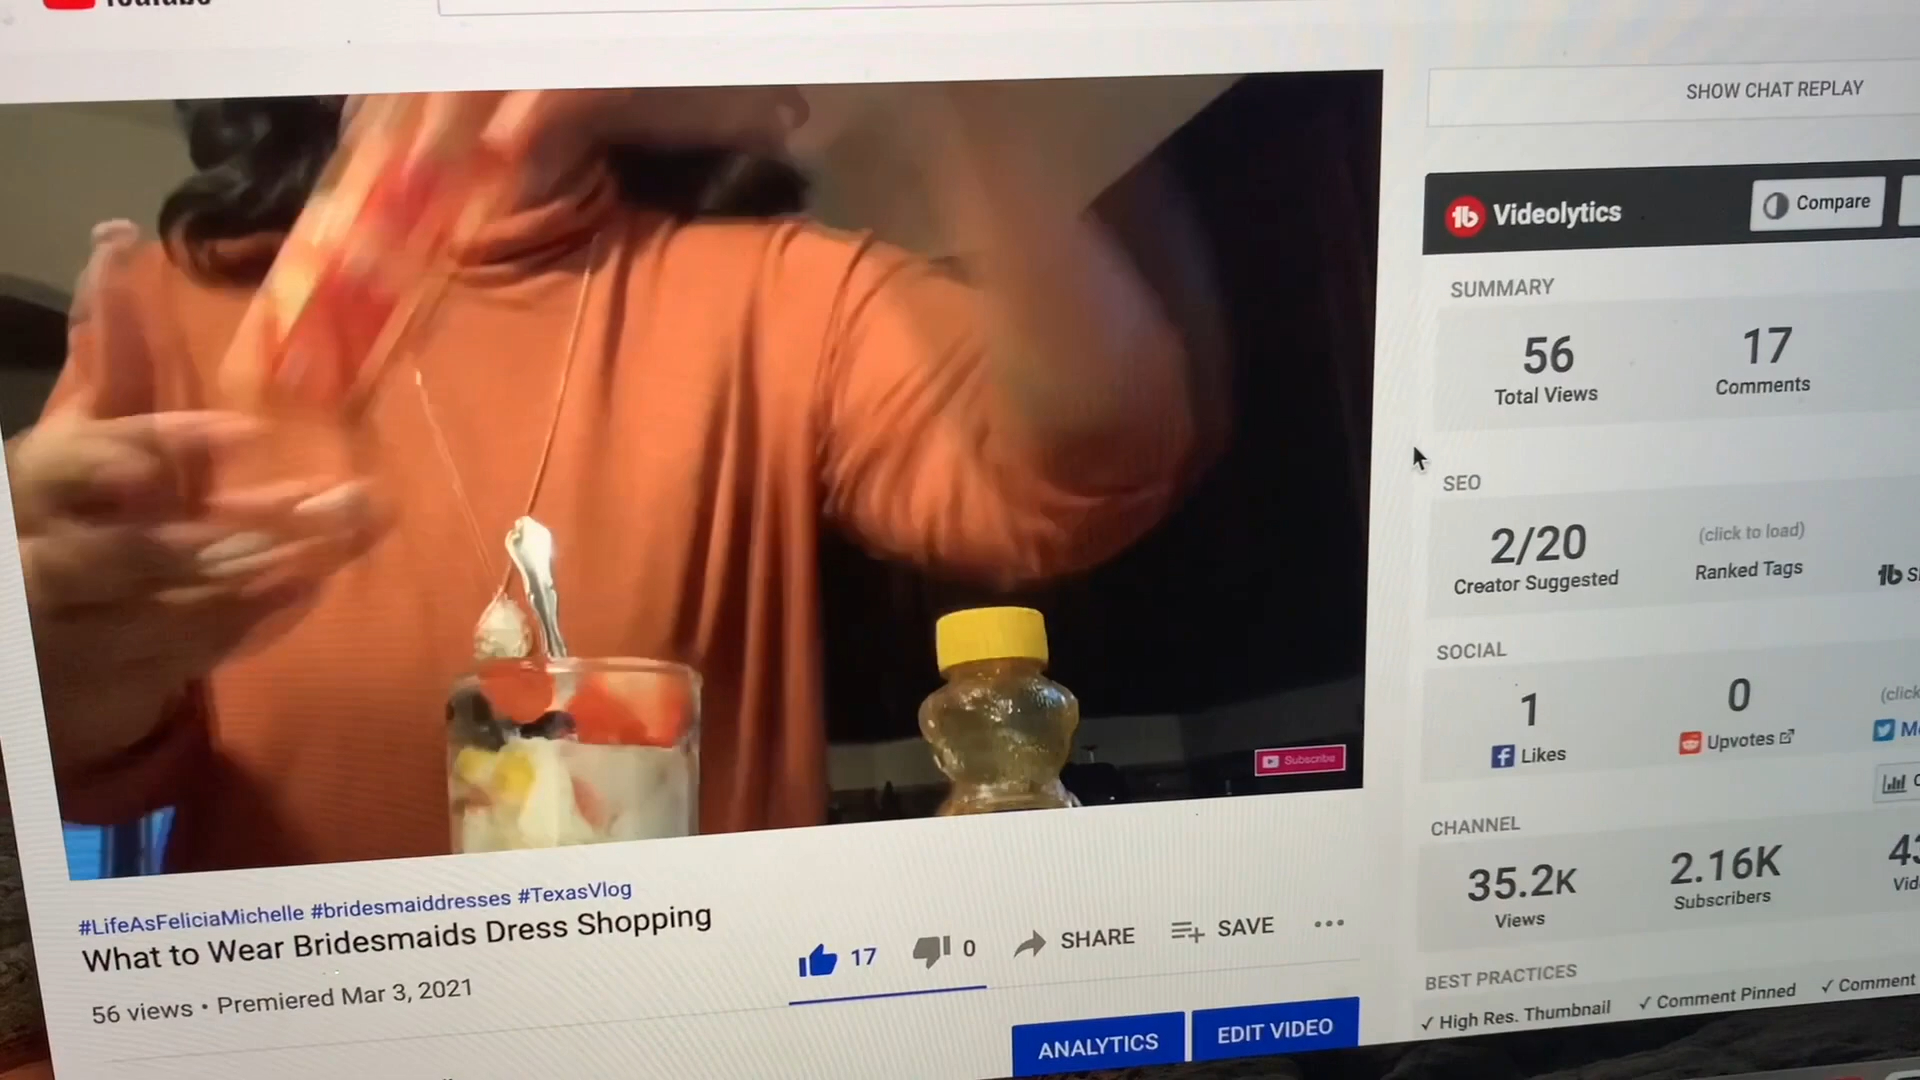 SHOW CHAT REPLAY
Videolytics
Compare
SUMMARY
56
Total Views
17
Comments
SEO
2/20
Creator Suggested
(click to load)
Ranked Tags
SOCIAL
1
Likes
0
Upvotes
(click
CHANNEL
35.2K
Views
2.16K
Subscribers
BEST PRACTICES
✓ High Res. Thumbnail
✓ Comment Pinned
✓ Comment
Subscribe
#LifeAsFeliciaMichelle #bridesmaiddresses #TexasVlog
What to Wear Bridesmaids Dress Shopping
56 views • Premiered Mar 3, 2021
17
0
SHARE
SAVE
ANALYTICS
EDIT VIDEO